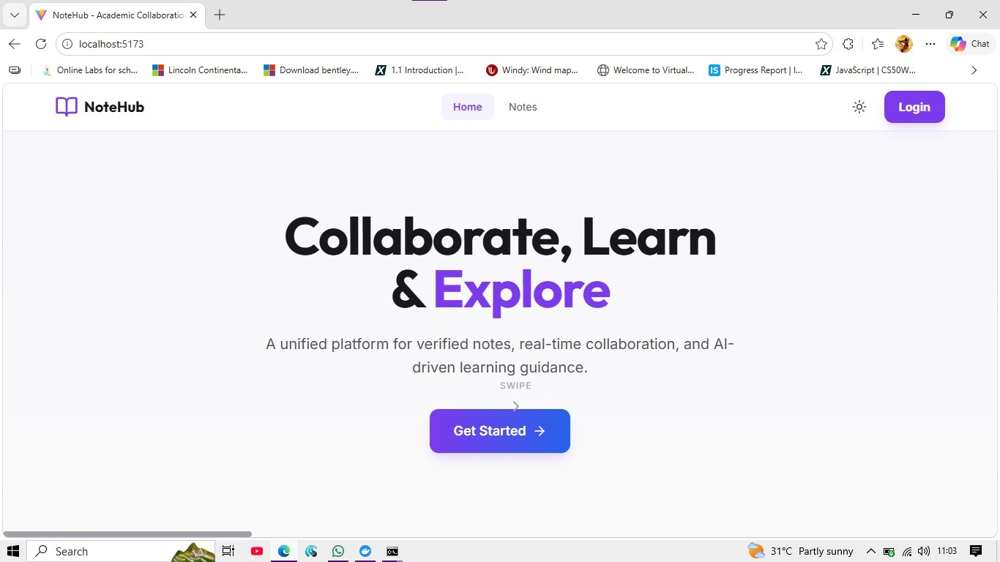 NoteHub - Academic Collaboratio
localhost:5173
Chat
Online Labs for sch...
Lincoln Continenta...
Download bentley....
1.1 Introduction |...
Windy: Wind map...
Welcome to Virtual...
Progress Report | I...
JavaScript | CS50W...
NoteHub
Home
Notes
Login
Collaborate, Learn
& Explore
A unified platform for verified notes, real-time collaboration, and AI-
driven learning guidance.
SWIPE
Get Started
Search
31°C Partly sunny
11:03